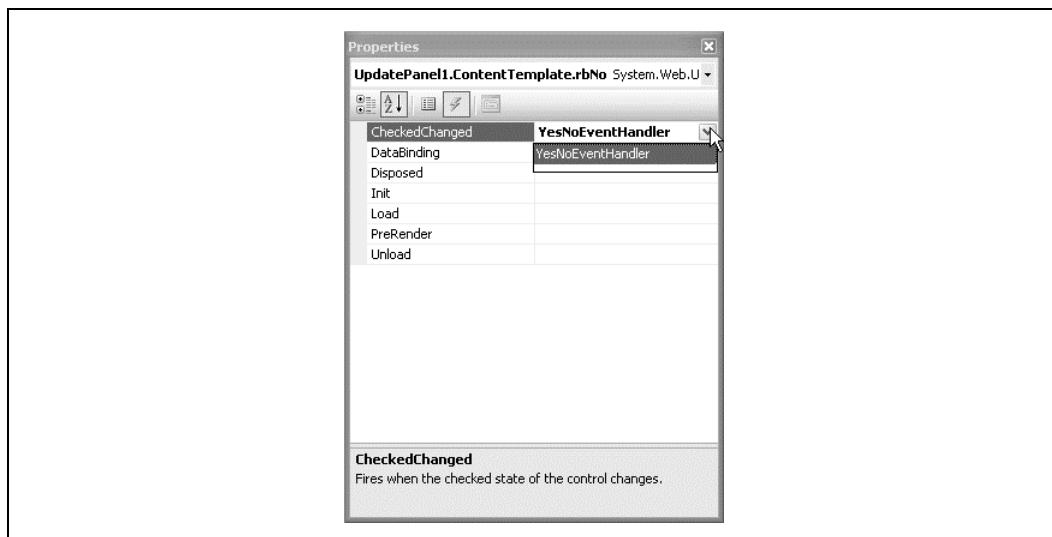 Properties
UpdatePanel1.ContentTemplate.rbNo System.Web.U
CheckedChanged YesNoEventHandler
DataBinding YesNoEventHandler
Disposed
Init
Load
PreRender
Unload
CheckedChanged
Fires when the checked state of the control changes.